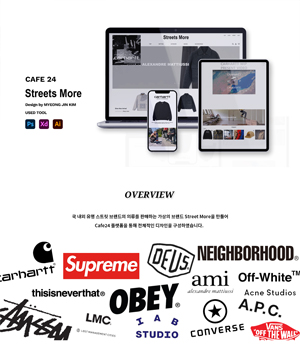 CAFE 24
Streets More
Design by MYEONG JIN KIM
USED TOOL
Ps Xd Ai
Streets More
ALEXANDRE MATTIUSSI
carhartt
OVERVIEW
국 내외 유명 스트릿 브랜드의 의류를 판매하는 가상의 브랜드 Street More을 만들어
Cafe24 플랫폼을 통해 전체적인 디자인을 구성하였습니다.
carhartt
Supreme
DEUS
NEIGHBORHOOD®
ami
alexandre mattiussi
Off-White™
Acne Studios
thisisneverthat®
OBEY®
LMC
IAB
STUDIO
A.P.C.
STUSSY
CONVERSE
VANS
"OFF THE WALL"